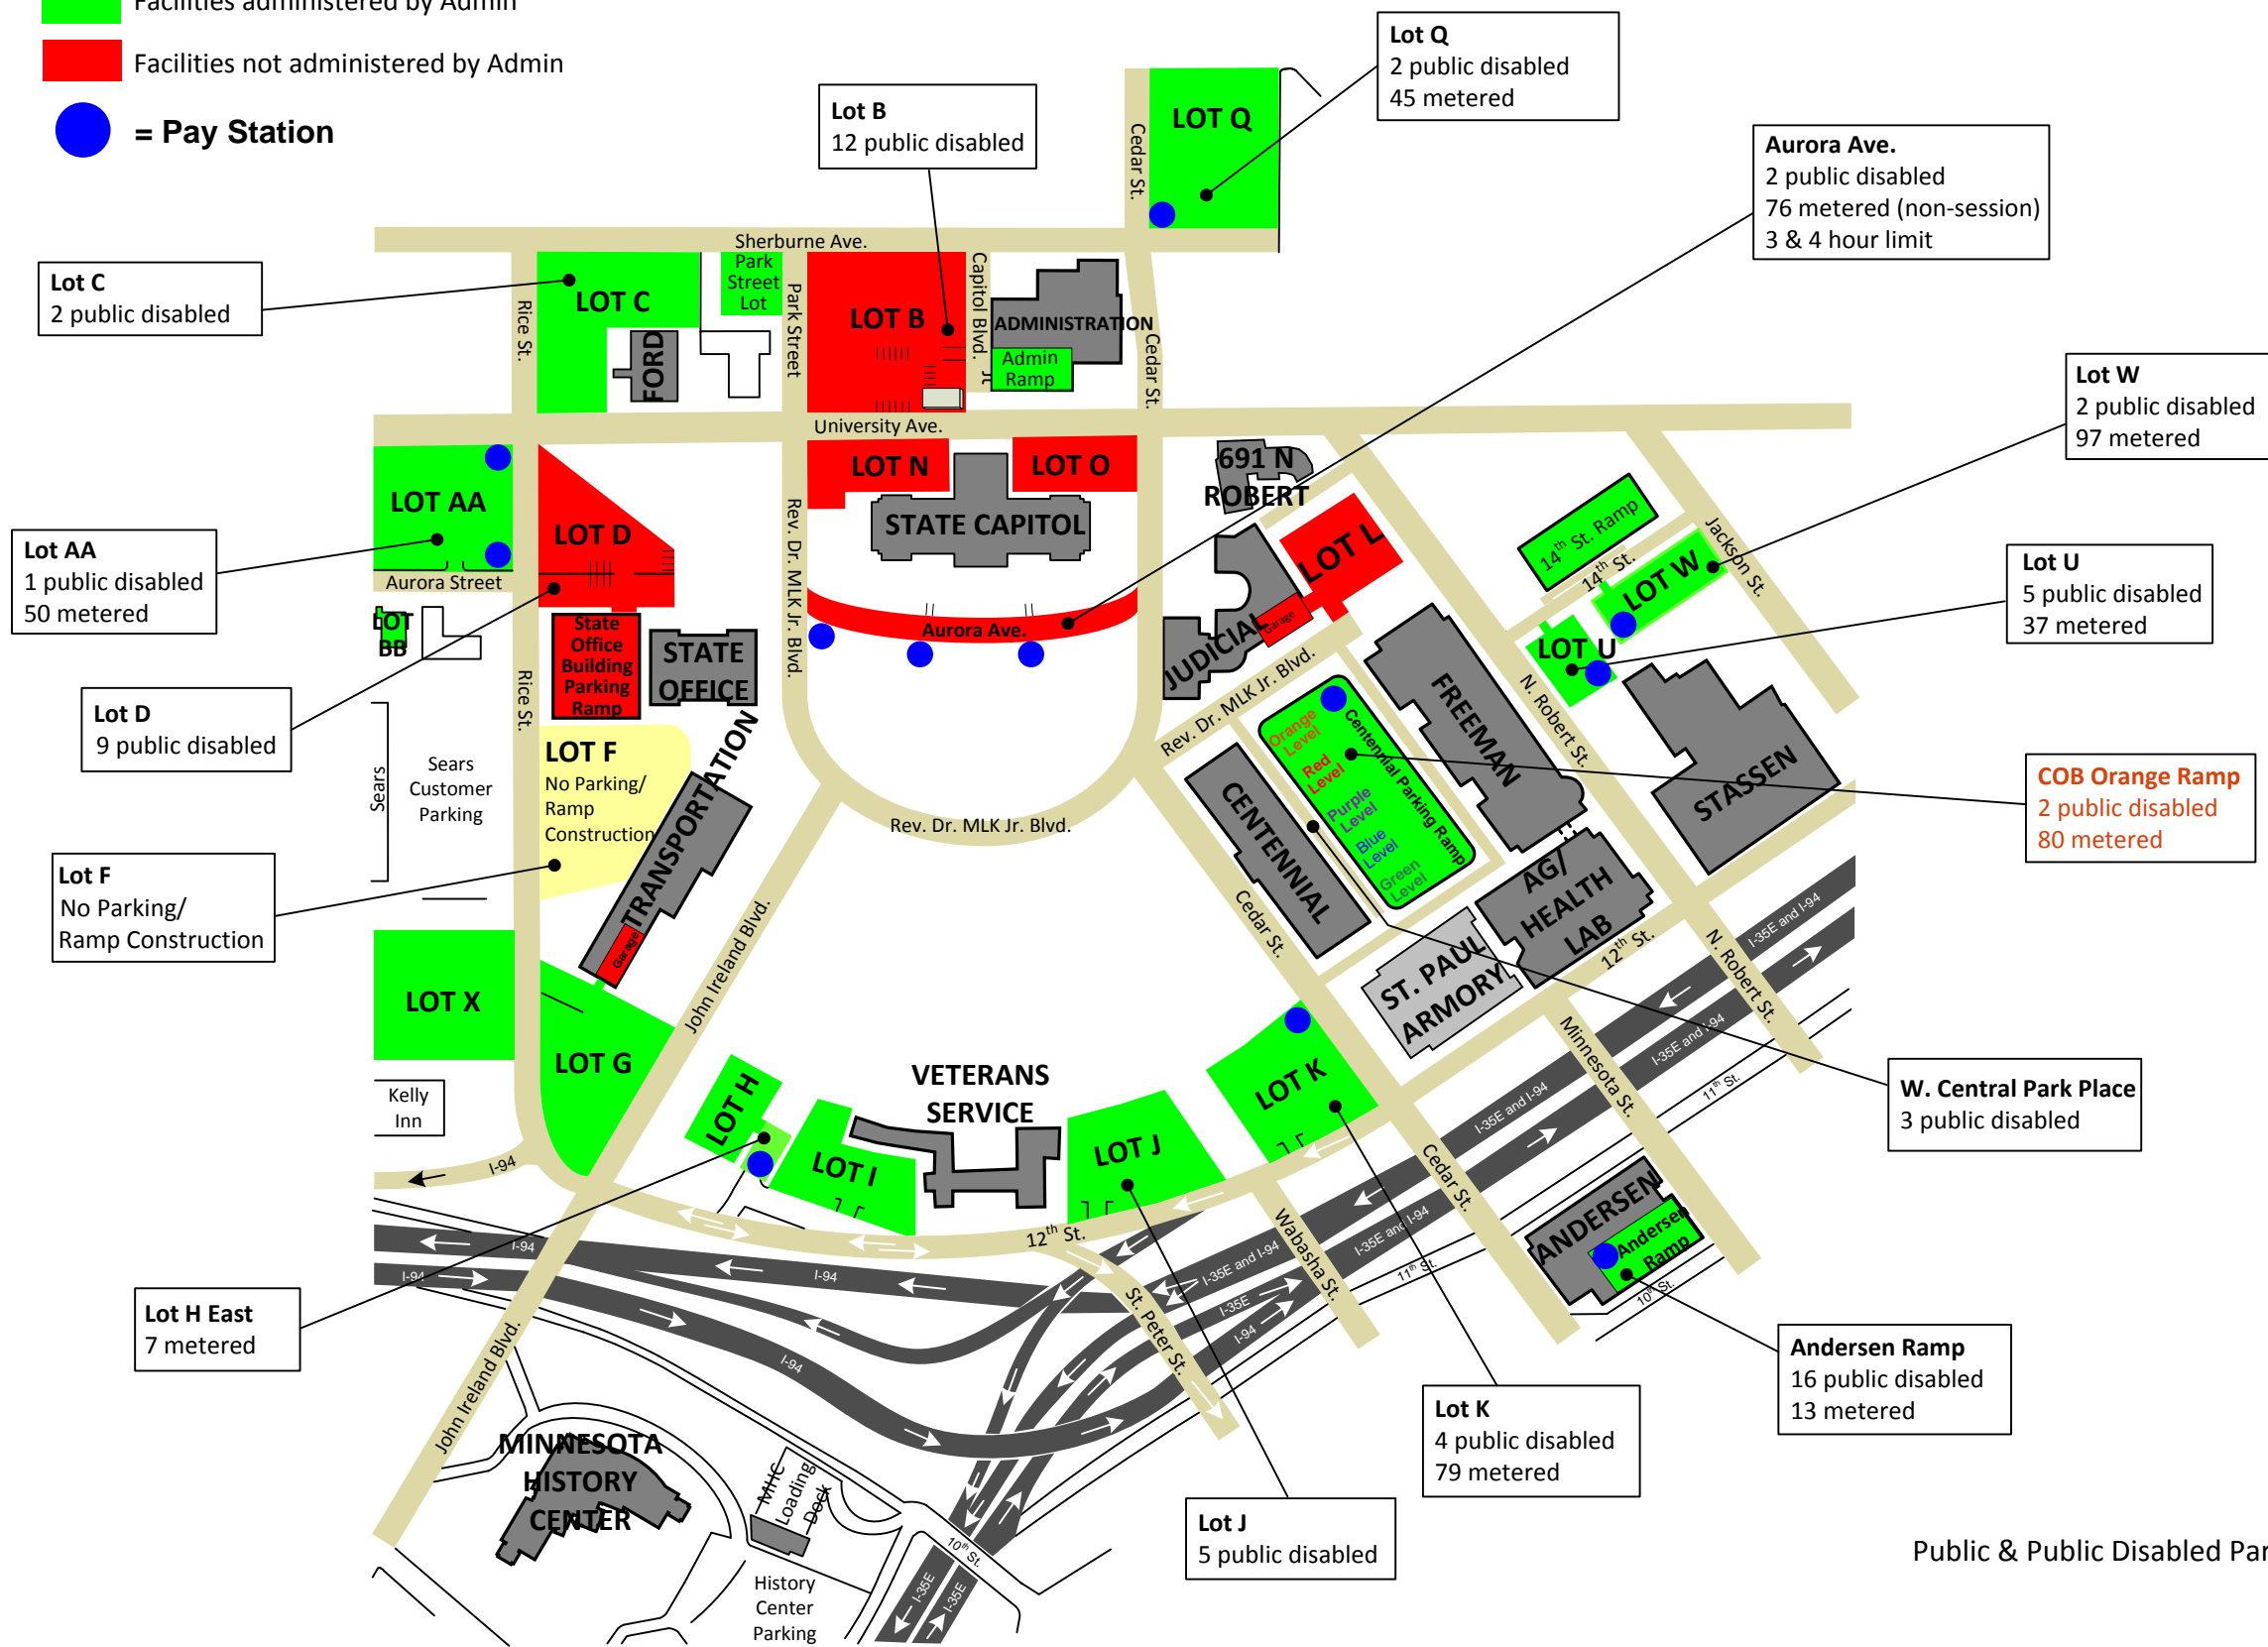 Facilities administered by Admin
Facilities not administered by Admin
= Pay Station
Lot B
12 public disabled
Lot Q
2 public disabled
45 metered
Aurora Ave.
2 public disabled
76 metered (non-session)
3 & 4 hour limit
Lot C
2 public disabled
Lot W
2 public disabled
97 metered
Lot AA
1 public disabled
50 metered
Lot U
5 public disabled
37 metered
Lot D
9 public disabled
COB Orange Ramp
2 public disabled
80 metered
Lot F
No Parking/
Ramp Construction
W. Central Park Place
3 public disabled
Lot H East
7 metered
Andersen Ramp
16 public disabled
13 metered
Lot K
4 public disabled
79 metered
Lot J
5 public disabled
Public & Public Disabled Par
LOT Q
Cedar St.
Sherburne Ave.
LOT C
Park
Street
Lot
Park Street
LOT B
Capitol Blvd.
ADMINISTRATION
Admin
Ramp
Cedar St.
Rice St.
FORD
University Ave.
LOT AA
Aurora Street
LOT
BB
LOT D
State
Office
Building
Parking
Ramp
STATE
OFFICE
LOT N
LOT O
STATE CAPITOL
Rev. Dr. MLK Jr. Blvd.
Aurora Ave.
691 N
ROBERT
LOT L
JUDICIAL
Garage
Rev. Dr. MLK Jr. Blvd.
14th St. Ramp
14th St.
LOT W
Jackson St.
LOT U
N. Robert St.
FREEMAN
STASSEN
Orange
Level
Red
Level
Purple
Level
Blue
Level
Green
Level
Centennial Parking Ramp
CENTENNIAL
Rice St.
LOT F
No Parking/
Ramp
Construction
TRANSPORTATION
Garage
Sears
Sears
Customer
Parking
Rev. Dr. MLK Jr. Blvd.
AG/
HEALTH
LAB
ST. PAUL
ARMORY
12th St.
Cedar St.
John Ireland Blvd.
LOT X
LOT G
Kelly
Inn
LOT H
LOT I
VETERANS
SERVICE
LOT J
LOT K
N. Robert St.
Minnesota St.
I-35E and I-94
I-35E and I-94
I-35E and I-94
I-35E and I-94
I-35E and I-94
11th St.
ANDERSEN
Andersen
Ramp
10th St.
Cedar St.
Wabasha St.
11th St.
12th St.
St. Peter St.
I-94
I-94
I-94
I-94
I-94
I-35E
I-94
John Ireland Blvd.
MINNESOTA
HISTORY
CENTER
MHC
Loading
Dock
History
Center
Parking
10th St.
I-35E
I-35E